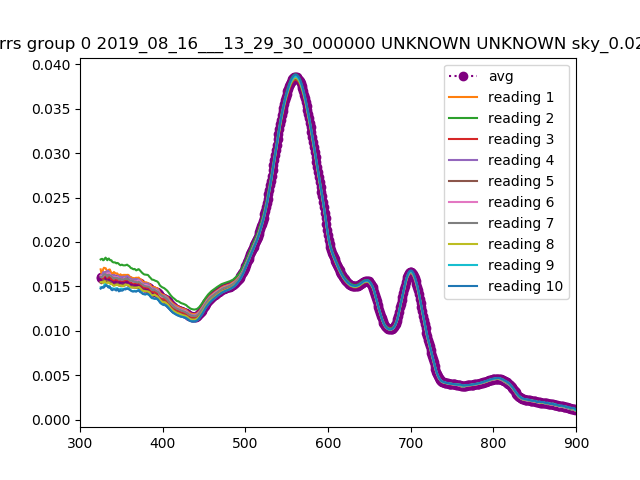 rrs group 0 2019_08_16___13_29_30_000000 UNKNOWN UNKNOWN sky_0.02
0.040
0.035
0.030
0.025
0.020
0.015
0.010
0.005
0.000
300 400 500 600 700 800 900
avg
reading 1
reading 2
reading 3
reading 4
reading 5
reading 6
reading 7
reading 8
reading 9
reading 10